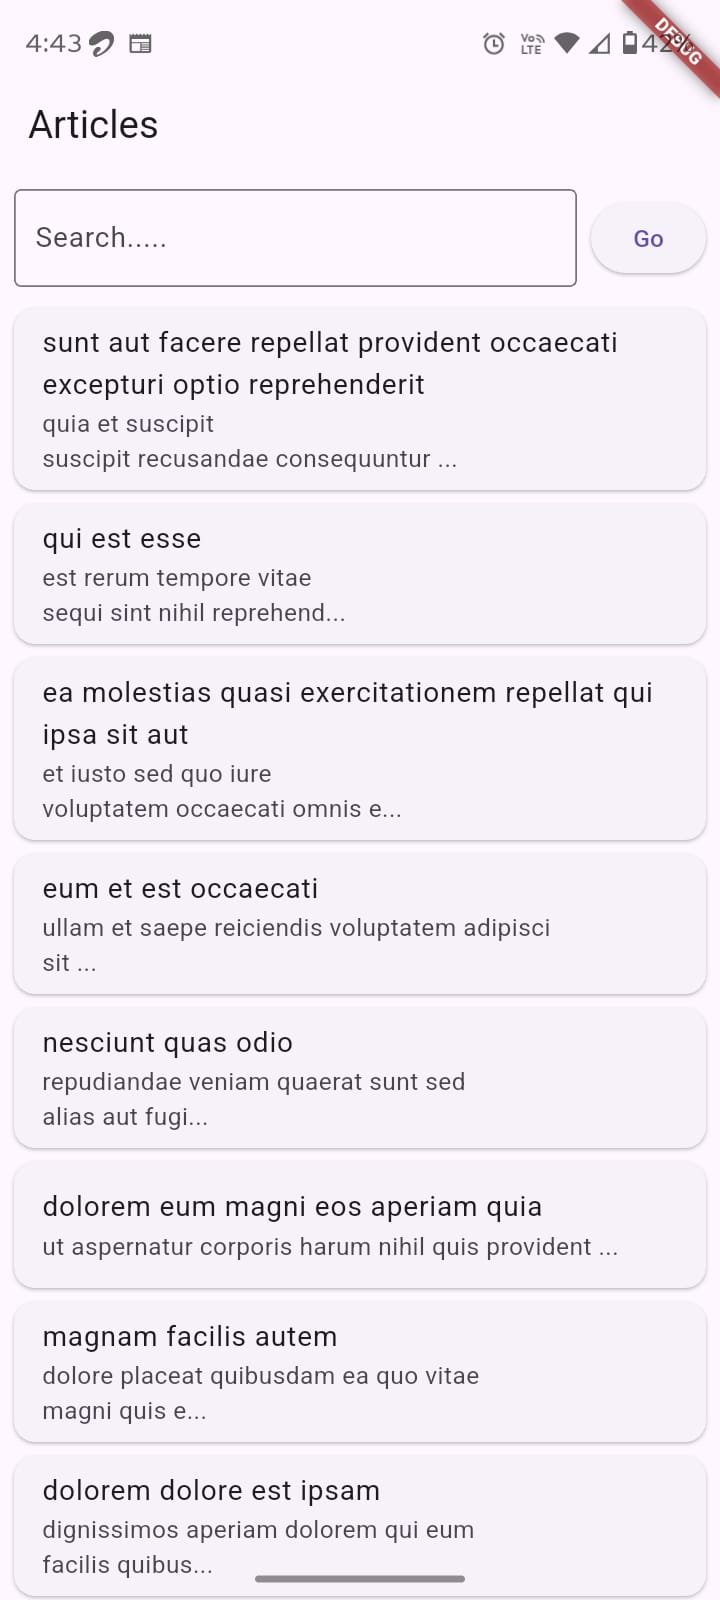 4:43
Vo
LTE
42%
DEBUG
Articles
Search.....
Go
sunt aut facere repellat provident occaecati
excepturi optio reprehenderit
quia et suscipit
suscipit recusandae consequuntur ...
qui est esse
est rerum tempore vitae
sequi sint nihil reprehend...
ea molestias quasi exercitationem repellat qui
ipsa sit aut
et iusto sed quo iure
voluptatem occaecati omnis e...
eum et est occaecati
ullam et saepe reiciendis voluptatem adipisci
sit ...
nesciunt quas odio
repudiandae veniam quaerat sunt sed
alias aut fugi...
dolorem eum magni eos aperiam quia
ut aspernatur corporis harum nihil quis provident ...
magnam facilis autem
dolore placeat quibusdam ea quo vitae
magni quis e...
dolorem dolore est ipsam
dignissimos aperiam dolorem qui eum
facilis quibus...